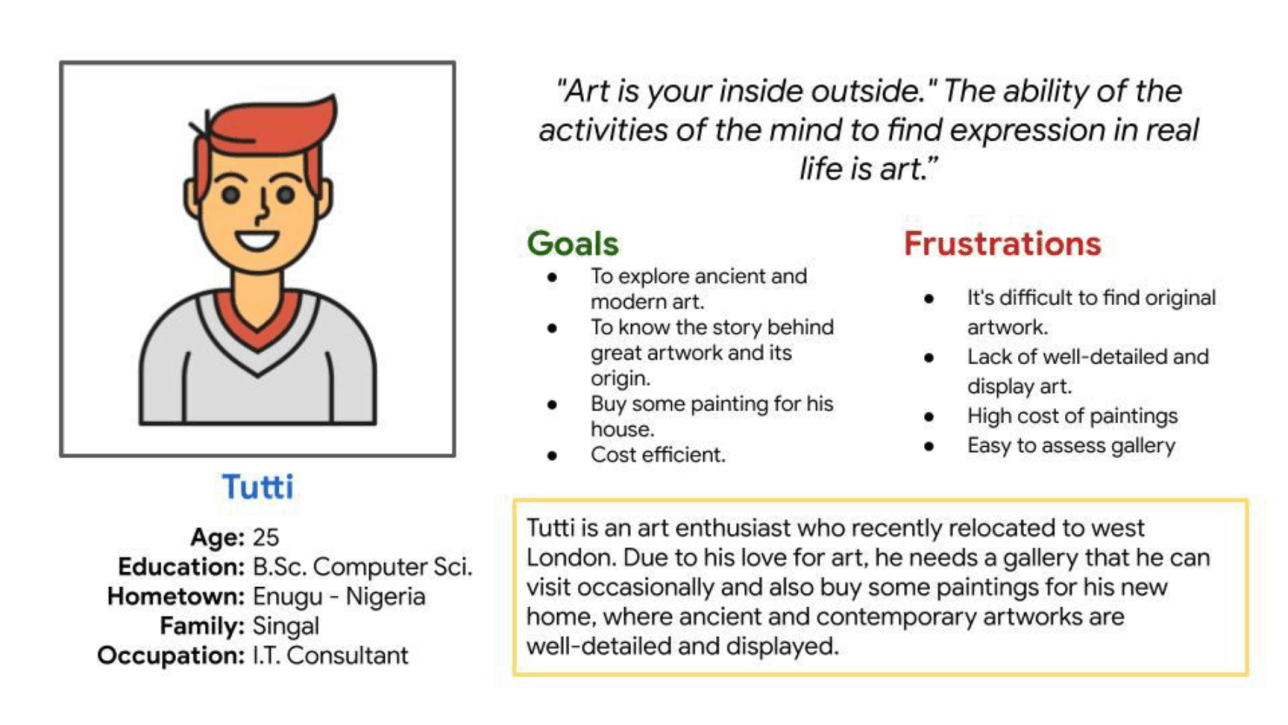 "Art is your inside outside." The ability of the
activities of the mind to find expression in real
life is art.”
Goals
● To explore ancient and
modern art.
● To know the story behind
great artwork and its
origin.
● Buy some painting for his
house.
● Cost efficient.
Frustrations
● It's difficult to find original
artwork.
● Lack of well-detailed and
display art.
● High cost of paintings
● Easy to assess gallery
Tutti
Age: 25
Education: B.Sc. Computer Sci.
Hometown: Enugu - Nigeria
Family: Singal
Occupation: I.T. Consultant
Tutti is an art enthusiast who recently relocated to west
London. Due to his love for art, he needs a gallery that he can
visit occasionally and also buy some paintings for his new
home, where ancient and contemporary artworks are
well-detailed and displayed.